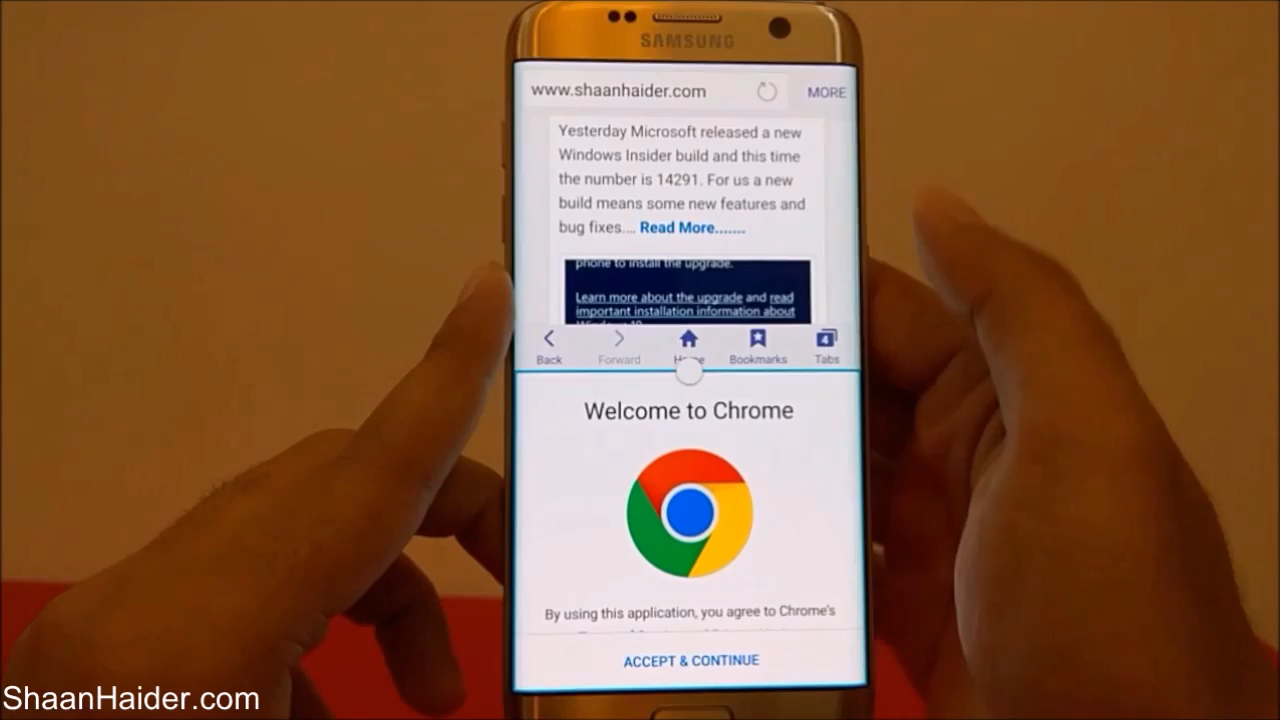 SAMSUNG
www.shaanhaider.com
MORE
Yesterday Microsoft released a new
Windows Insider build and this time
the number is 14291. For us a new
build means some new features and
bug fixes.... Read More.......
phone to install the upgrade.
Learn more about the upgrade and read
important installation information about
4
Back Forward Home Bookmarks Tabs
Welcome to Chrome
By using this application, you agree to Chrome's
ACCEPT & CONTINUE
ShaanHaider.com